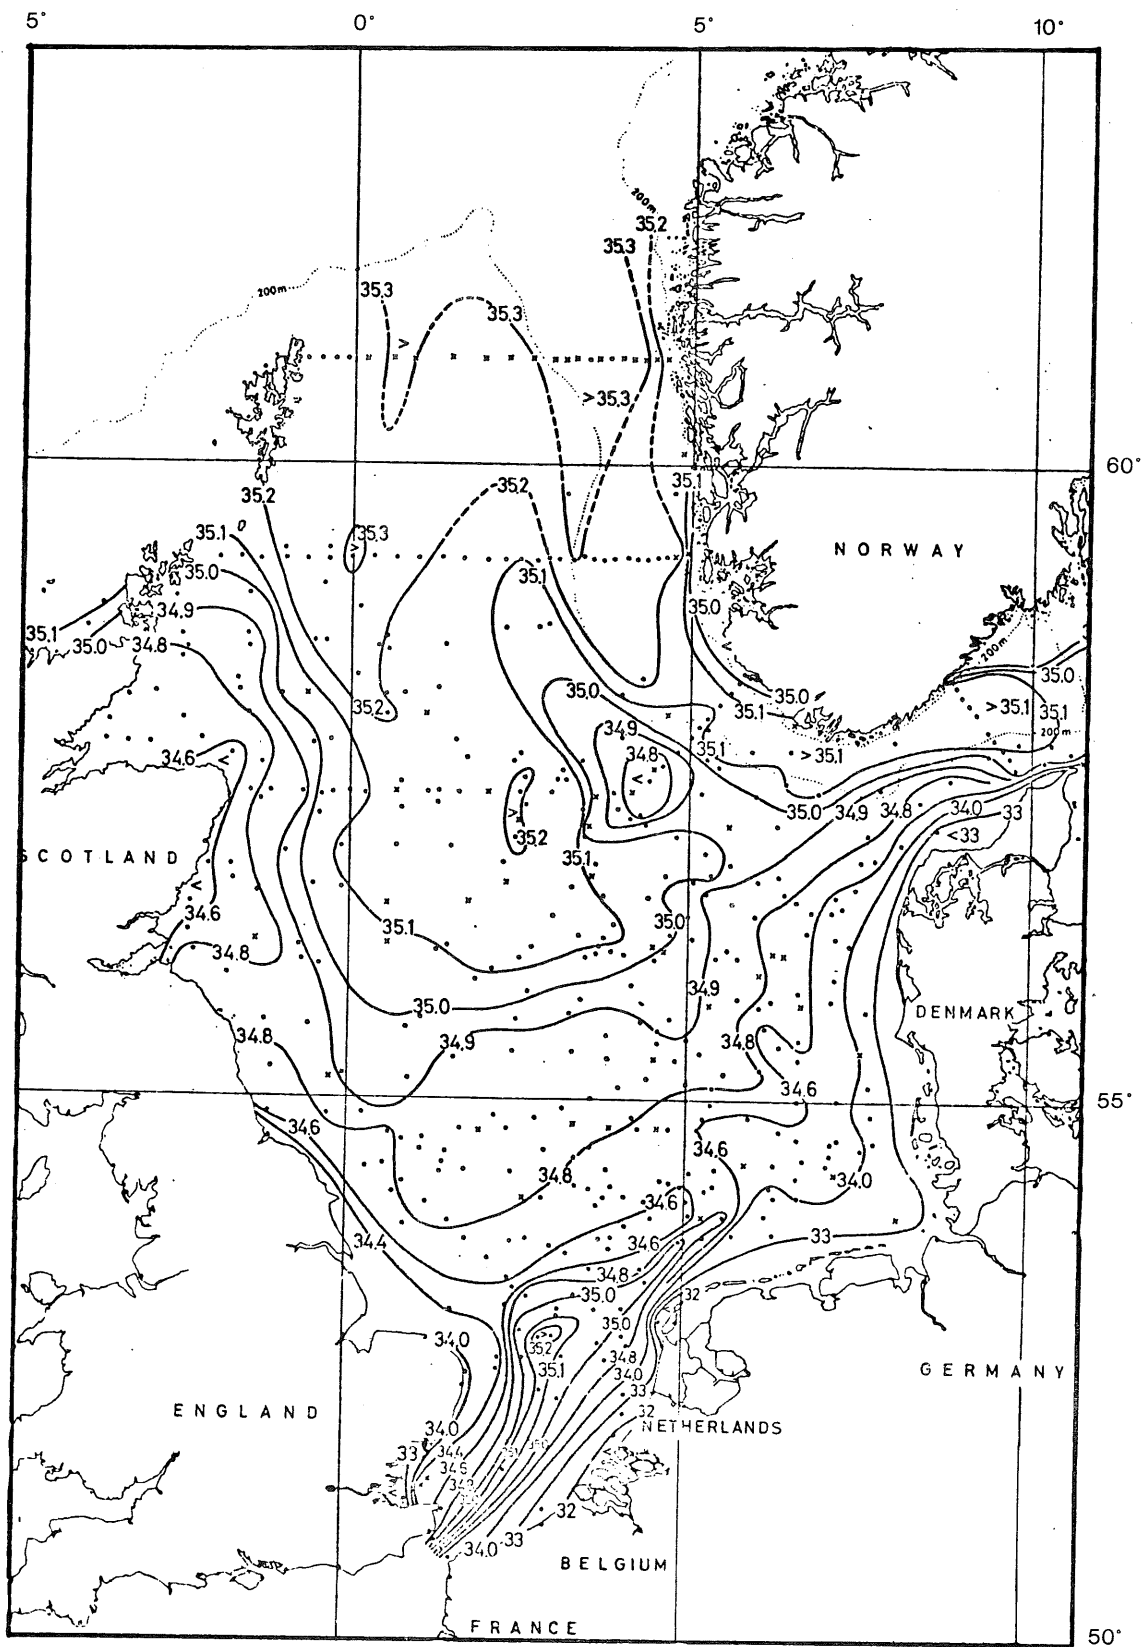 5° 0° 5° 10°
200m
35.2
35.3
200m 35.3
35.3
>35.3
60°
35.2 35.2 35.1
35.1 35.3
NORWAY
35.0 35.1
34.9 35.0
35.1
35.0 34.8 200m
35.0
35.0 35.0
35.2 35.1 >35.1 35.1
34.9 200m
34.6 34.8 35.1 >35.1
35.0 34.9 34.8 34.0 33
35.2 <33
SCOTLAND 35.1
34.6 35.0
35.1
34.8
34.9
35.0 DENMARK
34.8 34.9 34.8
34.6
55°
34.6
34.6
34.8 34.0
34.6
34.4 34.6 33
34.8
35.0 32
35.0
34.0 35.2
34.8
35.1 34.0 GERMANY
33
ENGLAND 32
34.0 NETHERLANDS
33 34.4
34.6
32
34.0 33
BELGIUM
FRANCE
50°